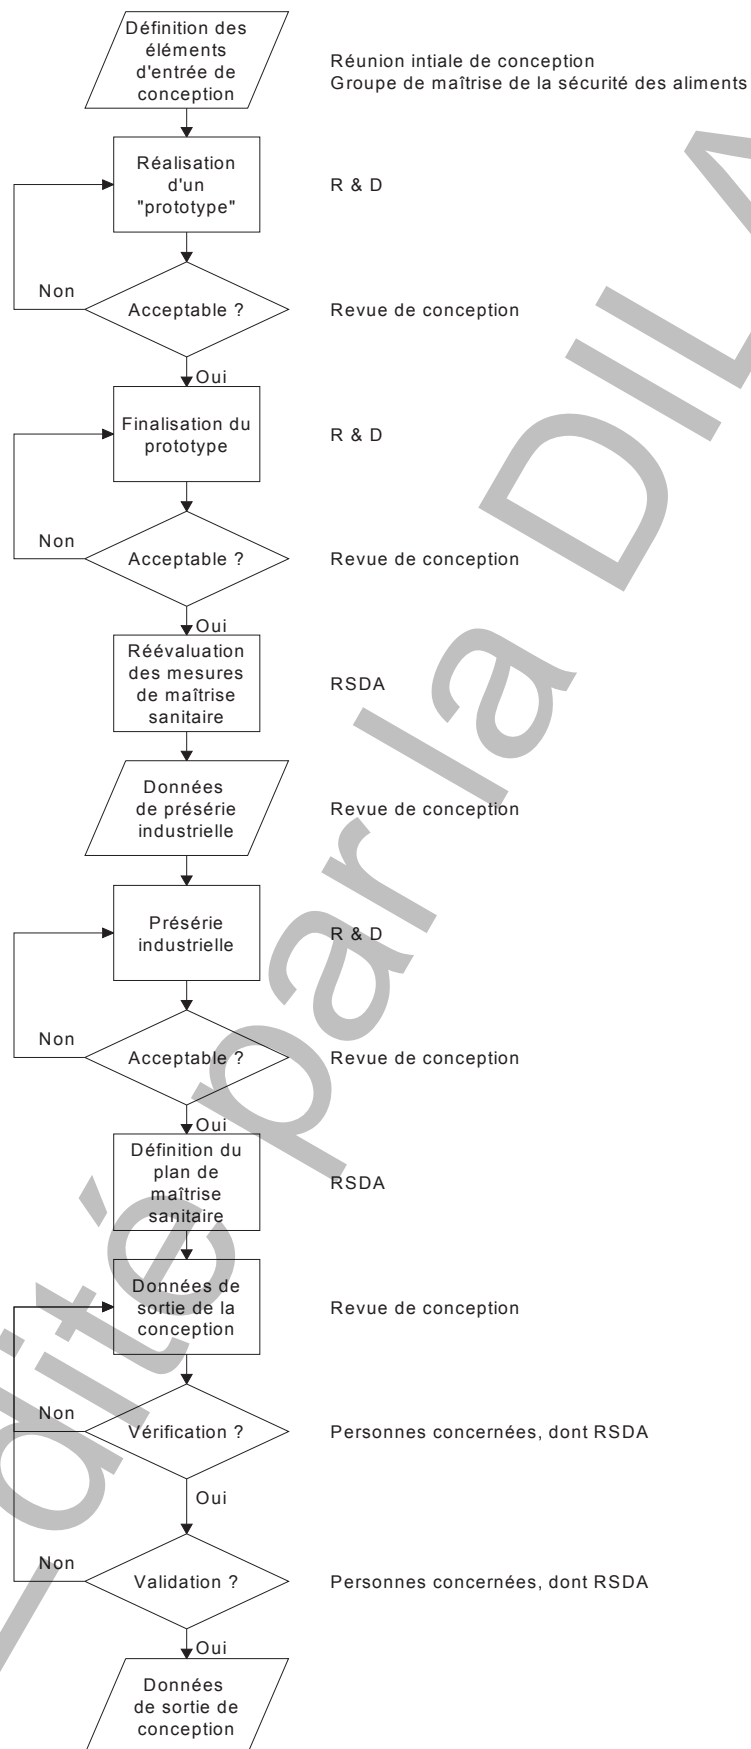 Définition des
éléments
d'entrée de
conception
Réunion intiale de conception
Groupe de maîtrise de la sécurité des aliments
Réalisation
d'un
"prototype"
R & D
Non
Acceptable ?
Revue de conception
Oui
Finalisation du
prototype
R & D
Non
Acceptable ?
Revue de conception
Oui
Réévaluation
des mesures
de maîtrise
sanitaire
RSDA
Données
de présérie
industrielle
Revue de conception
Présérie
industrielle
R & D
Non
Acceptable ?
Revue de conception
Oui
Définition du
plan de
maîtrise
sanitaire
RSDA
Données de
sortie de la
conception
Revue de conception
Non
Vérification ?
Personnes concernées, dont RSDA
Oui
Non
Validation ?
Personnes concernées, dont RSDA
Oui
Données
de sortie de
conception
dité par la DILA